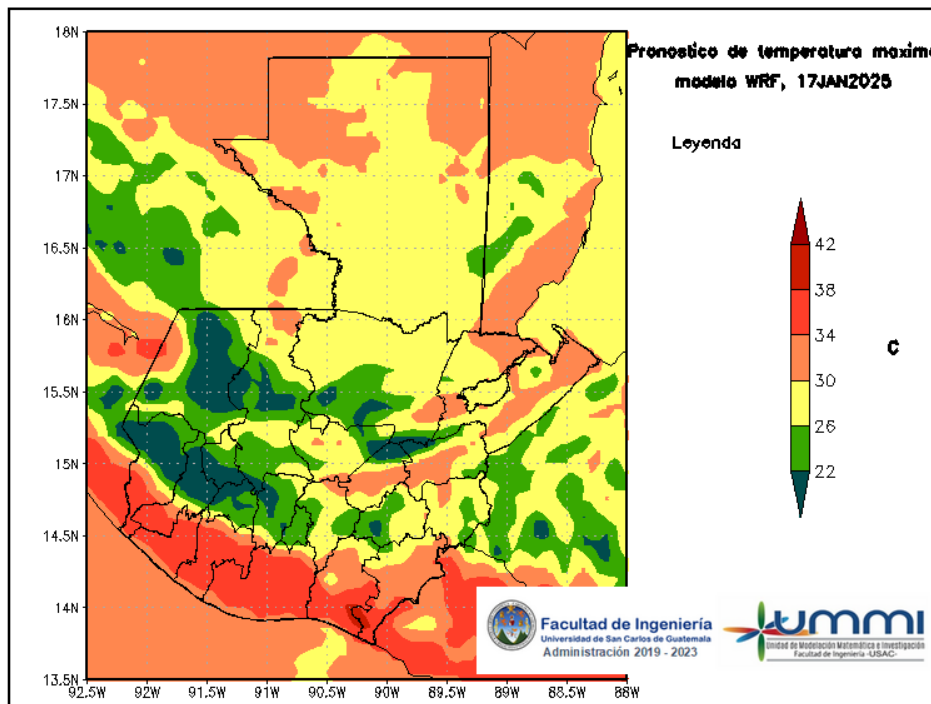 Pronostico de temperatura maxima
modelo WRF, 17JAN2025
Leyenda
42
38
34
30
26
22
C
18N
17.5N
17N
16.5N
16N
15.5N
15N
14.5N
14N
13.5N
92.5W
92W
91.5W
91W
90.5W
90W
89.5W
89W
88.5W
88W
Facultad de Ingeniería
Universidad de San Carlos de Guatemala
Administración 2019 - 2023
ummi
Unidad de Modelación Matemática e Investigación
Facultad de Ingeniería -USAC-